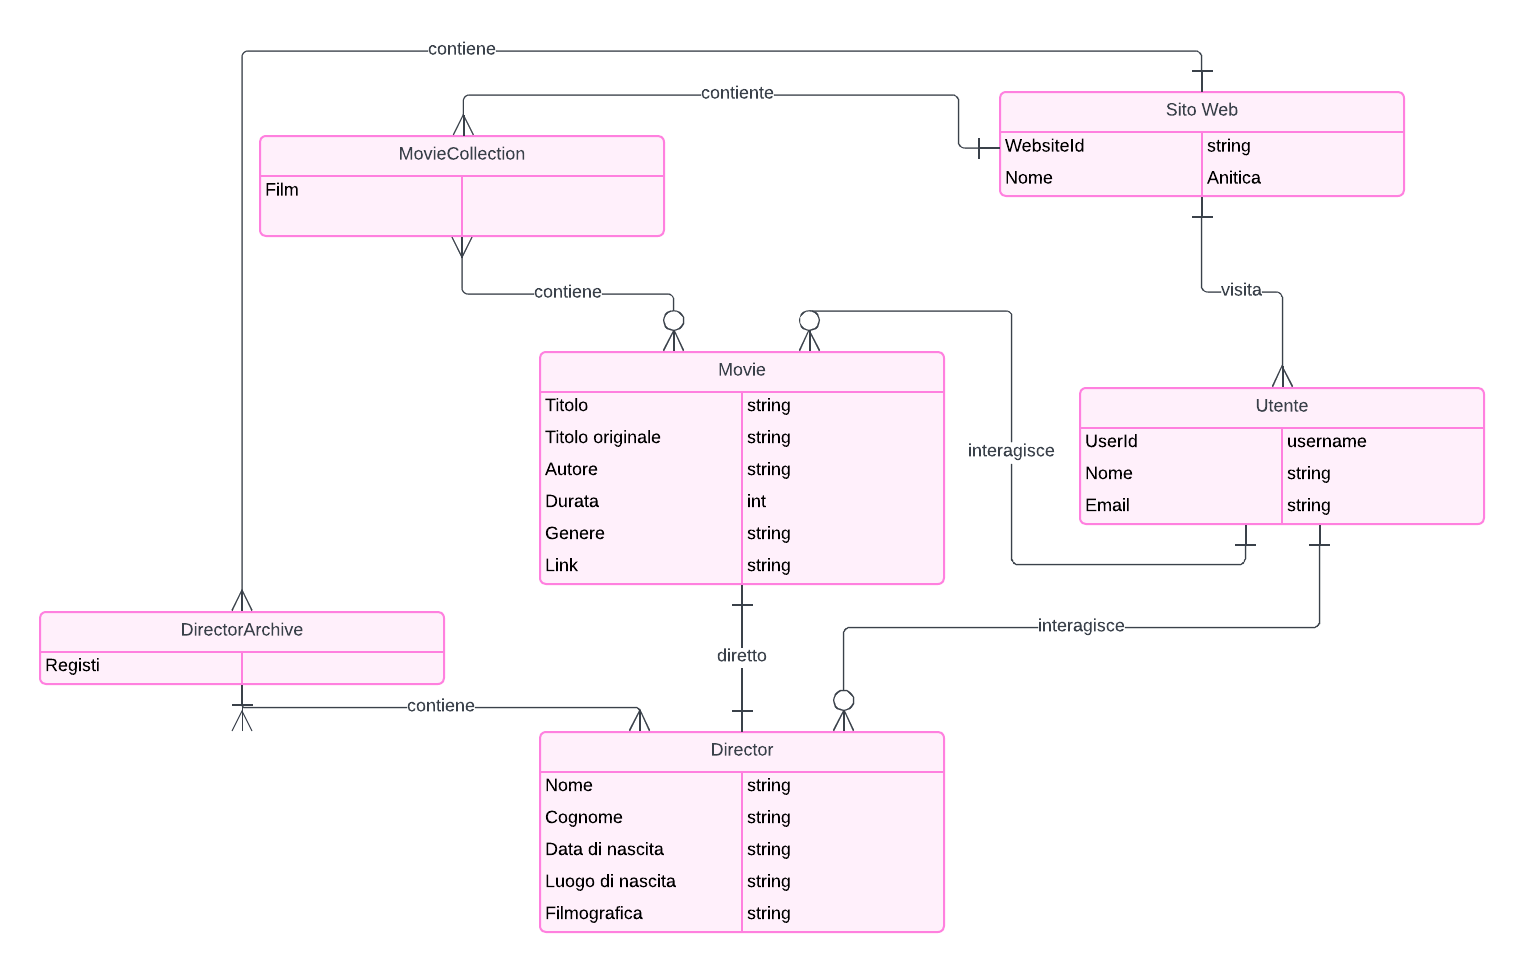 contiene
contiente
Sito Web
WebsiteId string
Nome Anitica
MovieCollection
Film
contiene
visita
Movie
Titolo string
Titolo originale string
Autore string
Durata int
Genere string
Link string
interagisce
Utente
UserId username
Nome string
Email string
DirectorArchive
Registi
interagisce
diretto
contiene
Director
Nome string
Cognome string
Data di nascita string
Luogo di nascita string
Filmografica string